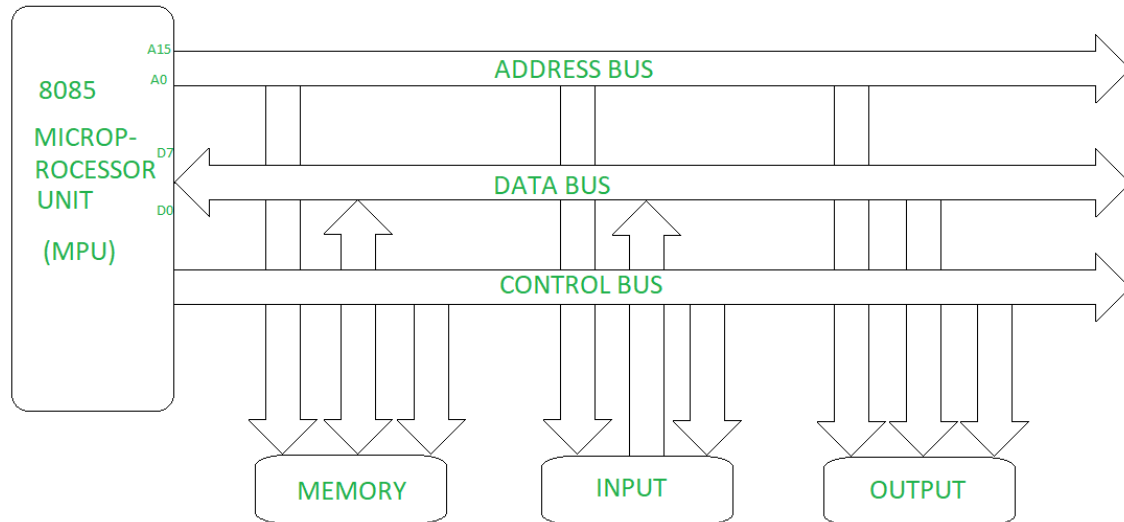 A15
ADDRESS BUS
A0
8085
MICROP-
ROCESSOR
UNIT
(MPU)
D7
DATA BUS
D0
CONTROL BUS
MEMORY
INPUT
OUTPUT